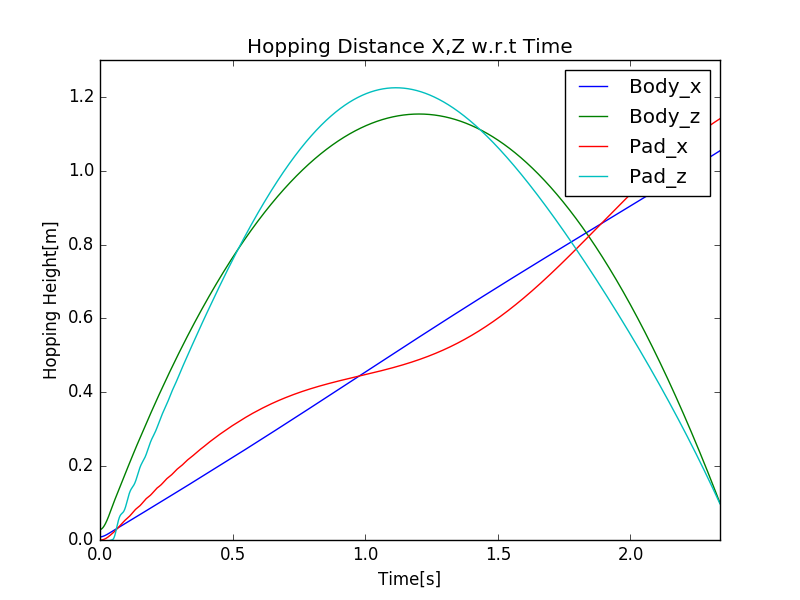 Hopping Distance X,Z w.r.t Time
Body_x
Body_z
Pad_x
Pad_z
Hopping Height[m]
1.2
1.0
0.8
0.6
0.4
0.2
0.0
0.0 0.5 1.0 1.5 2.0
Time[s]